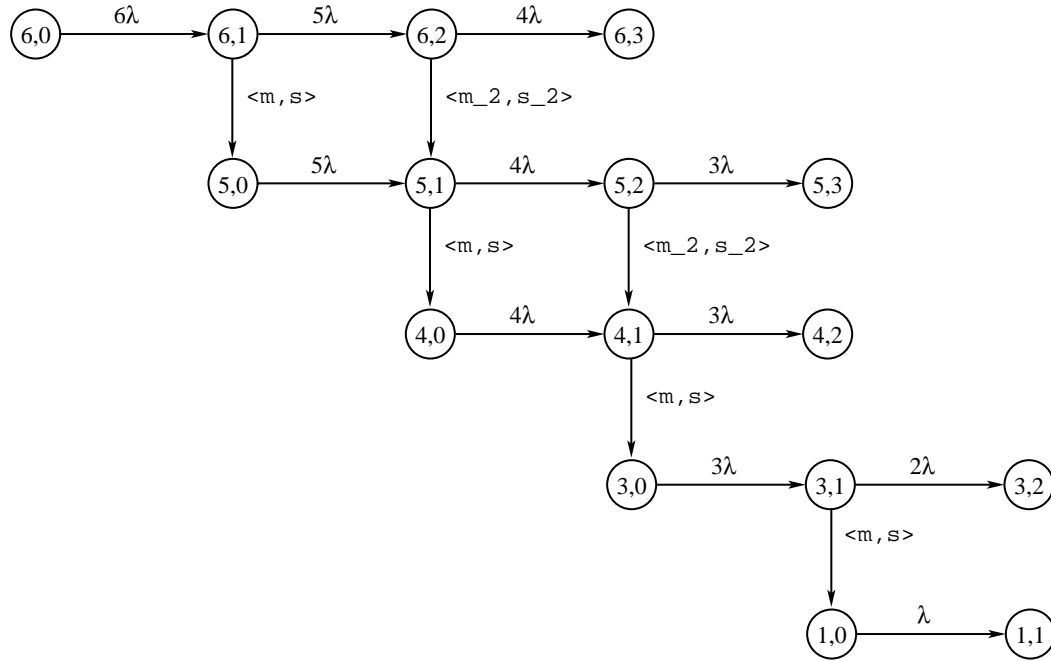 6λ 5λ 4λ
6,0 6,1 6,2 6,3
<m,s> <m_2,s_2>
5λ 4λ 3λ
5,0 5,1 5,2 5,3
<m,s> <m_2,s_2>
4λ 3λ
4,0 4,1 4,2
<m,s>
3λ 2λ
3,0 3,1 3,2
<m,s>
λ
1,0 1,1